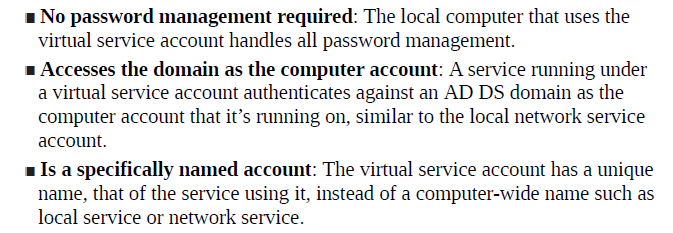 ■ No password management required: The local computer that uses the
virtual service account handles all password management.
■ Accesses the domain as the computer account: A service running under
a virtual service account authenticates against an AD DS domain as the
computer account that it’s running on, similar to the local network service
account.
■ Is a specifically named account: The virtual service account has a unique
name, that of the service using it, instead of a computer-wide name such as
local service or network service.